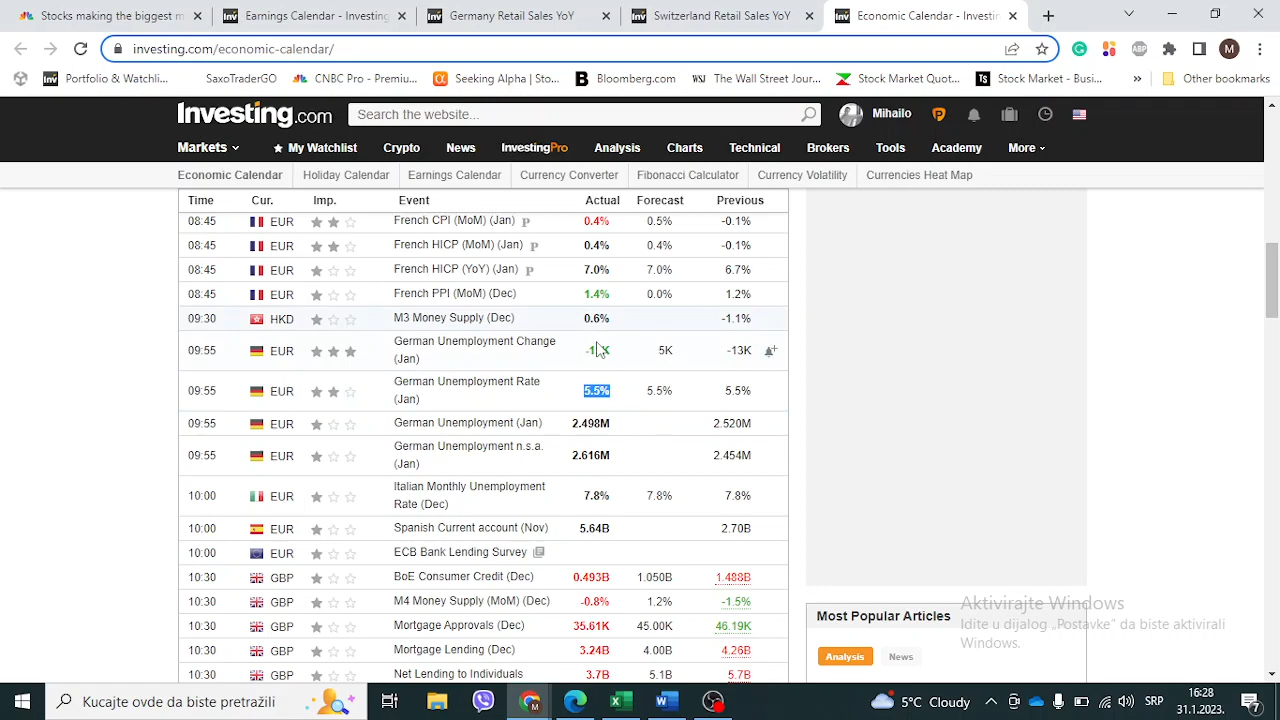 Stocks making the biggest m
Earnings Calendar - Investing
Germany Retail Sales YoY
Switzerland Retail Sales YoY
Economic Calendar - Investin
investing.com/economic-calendar/
ABP
M
Portfolio & Watchli...
SaxoTraderGO
CNBC Pro - Premiu...
Seeking Alpha | Sto...
Bloomberg.com
The Wall Street Jour...
Stock Market Quot...
Stock Market - Busi...
Other bookmarks
Investing.com
Search the website...
Mihailo
Markets
My Watchlist
Crypto
News
InvestingPro
Analysis
Charts
Technical
Brokers
Tools
Academy
More
Economic Calendar
Holiday Calendar
Earnings Calendar
Currency Converter
Fibonacci Calculator
Currency Volatility
Currencies Heat Map
Time Cur. Imp. Event Actual Forecast Previous
08:45 EUR French CPI (MoM) (Jan) P 0.4% 0.5% -0.1%
08:45 EUR French HICP (MoM) (Jan) P 0.4% 0.4% -0.1%
08:45 EUR French HICP (YoY) (Jan) P 7.0% 7.0% 6.7%
08:45 EUR French PPI (MoM) (Dec) 1.4% 0.0% 1.2%
09:30 HKD M3 Money Supply (Dec) 0.6% -1.1%
09:55 EUR German Unemployment Change 5K -13K
(Jan)
09:55 EUR German Unemployment Rate 5.5% 5.5% 5.5%
(Jan)
09:55 EUR German Unemployment (Jan) 2.498M 2.520M
09:55 EUR German Unemployment n.s.a. 2.616M 2.454M
(Jan)
10:00 EUR Italian Monthly Unemployment 7.8% 7.8% 7.8%
Rate (Dec)
10:00 EUR Spanish Current account (Nov) 5.64B 2.70B
10:00 EUR ECB Bank Lending Survey
10:30 GBP BoE Consumer Credit (Dec) 0.493B 1.050B 1.488B
10:30 GBP M4 Money Supply (MoM) (Dec) -0.8% 1.2% -1.5%
10:30 GBP Mortgage Approvals (Dec) 35.61K 45.00K 46.19K
10:30 GBP Mortgage Lending (Dec) 3.24B 4.00B 4.26B
10:30 GBP Net Lending to Individuals 3.7B 5.1B 5.7B
Most Popular Articles
Analysis
News
Aktivirajte Windows
Idite u dijalog „Postavke“ da biste aktivirali
Windows.
Kucajte ovde da biste pretražili
5°C Cloudy
SRP
16:28
31.1.2023.
7